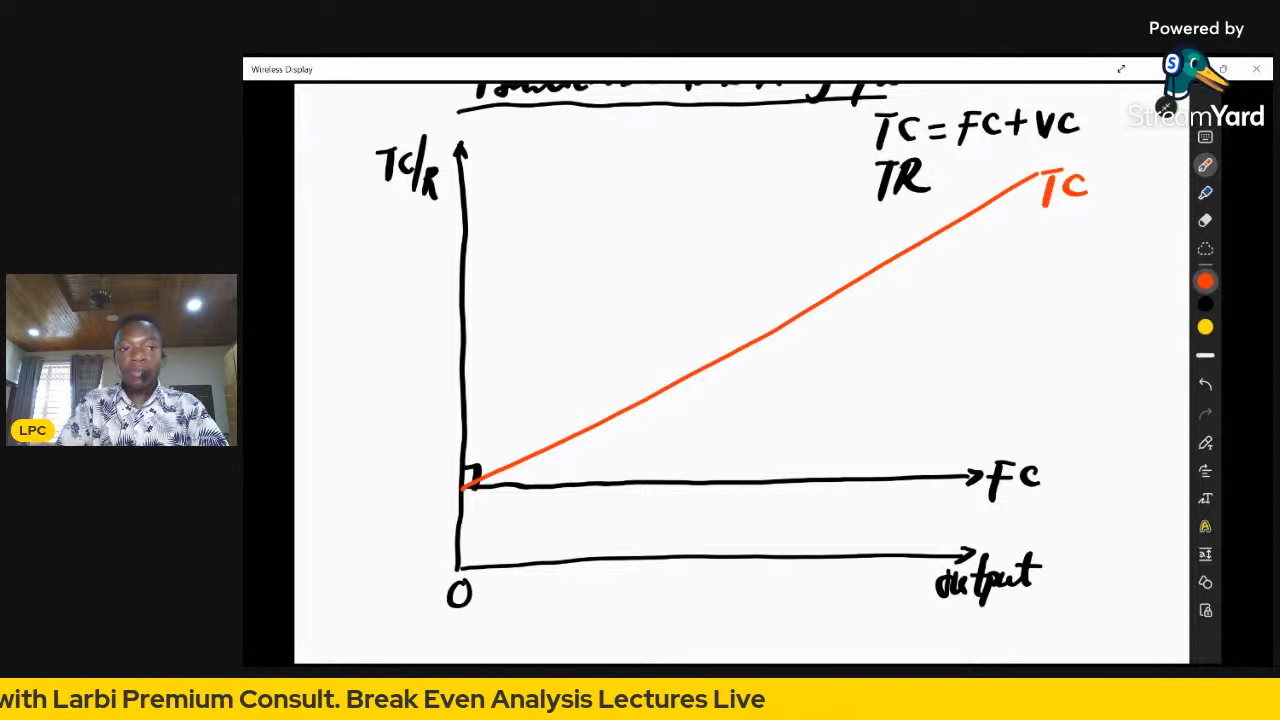 Powered by
StreamYard
Wireless Display
TC = FC + VC
TC/R
TR
TC
FC
output
0
LPC
with Larbi Premium Consult. Break Even Analysis Lectures Live